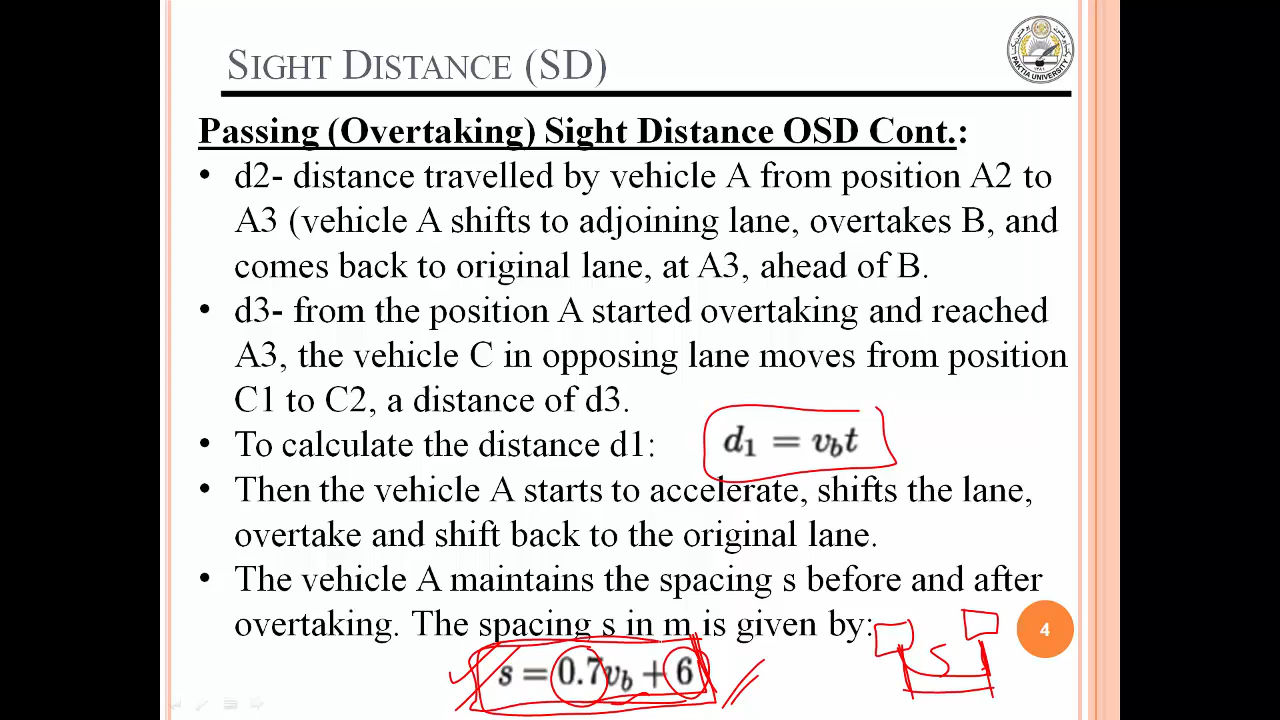 SIGHT DISTANCE (SD)
PAKTIA UNIVERSITY
Passing (Overtaking) Sight Distance OSD Cont.:
• d2- distance travelled by vehicle A from position A2 to
A3 (vehicle A shifts to adjoining lane, overtakes B, and
comes back to original lane, at A3, ahead of B.
• d3- from the position A started overtaking and reached
A3, the vehicle C in opposing lane moves from position
C1 to C2, a distance of d3.
• To calculate the distance d1: d₁ = v_b t
• Then the vehicle A starts to accelerate, shifts the lane,
overtake and shift back to the original lane.
• The vehicle A maintains the spacing s before and after
overtaking. The spacing s in m is given by:
4
S
s = 0.7v_b + 6